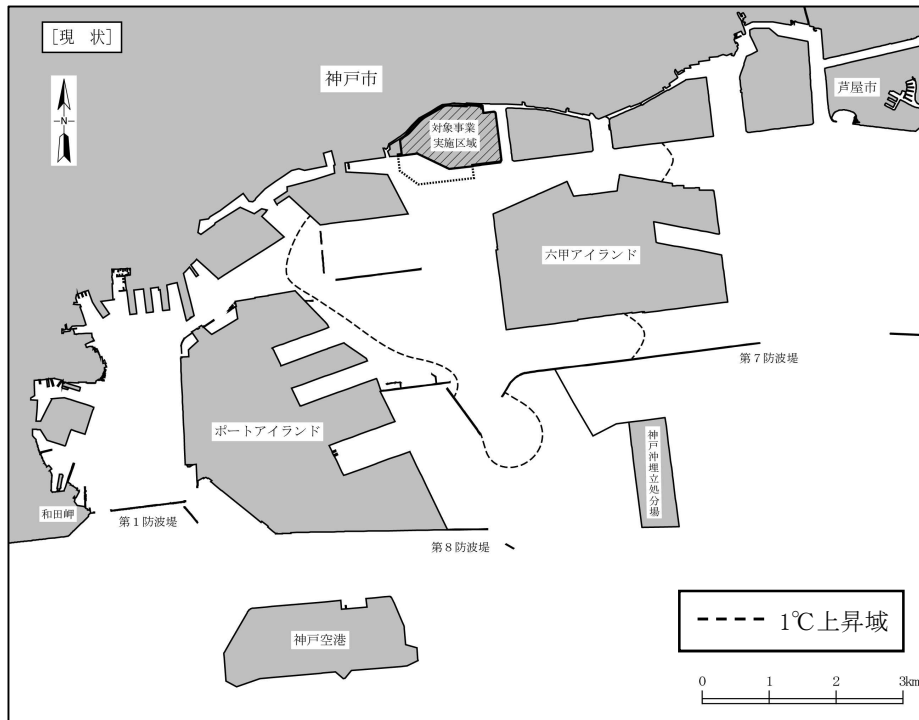 [現 状]
N
神戸市
芦屋市
対象事業
実施区域
六甲アイランド
第７防波堤
ポートアイランド
神戸沖埋立処分場
和田岬
第１防波堤
第８防波堤
神戸空港
1℃上昇域
0 1 2 3km